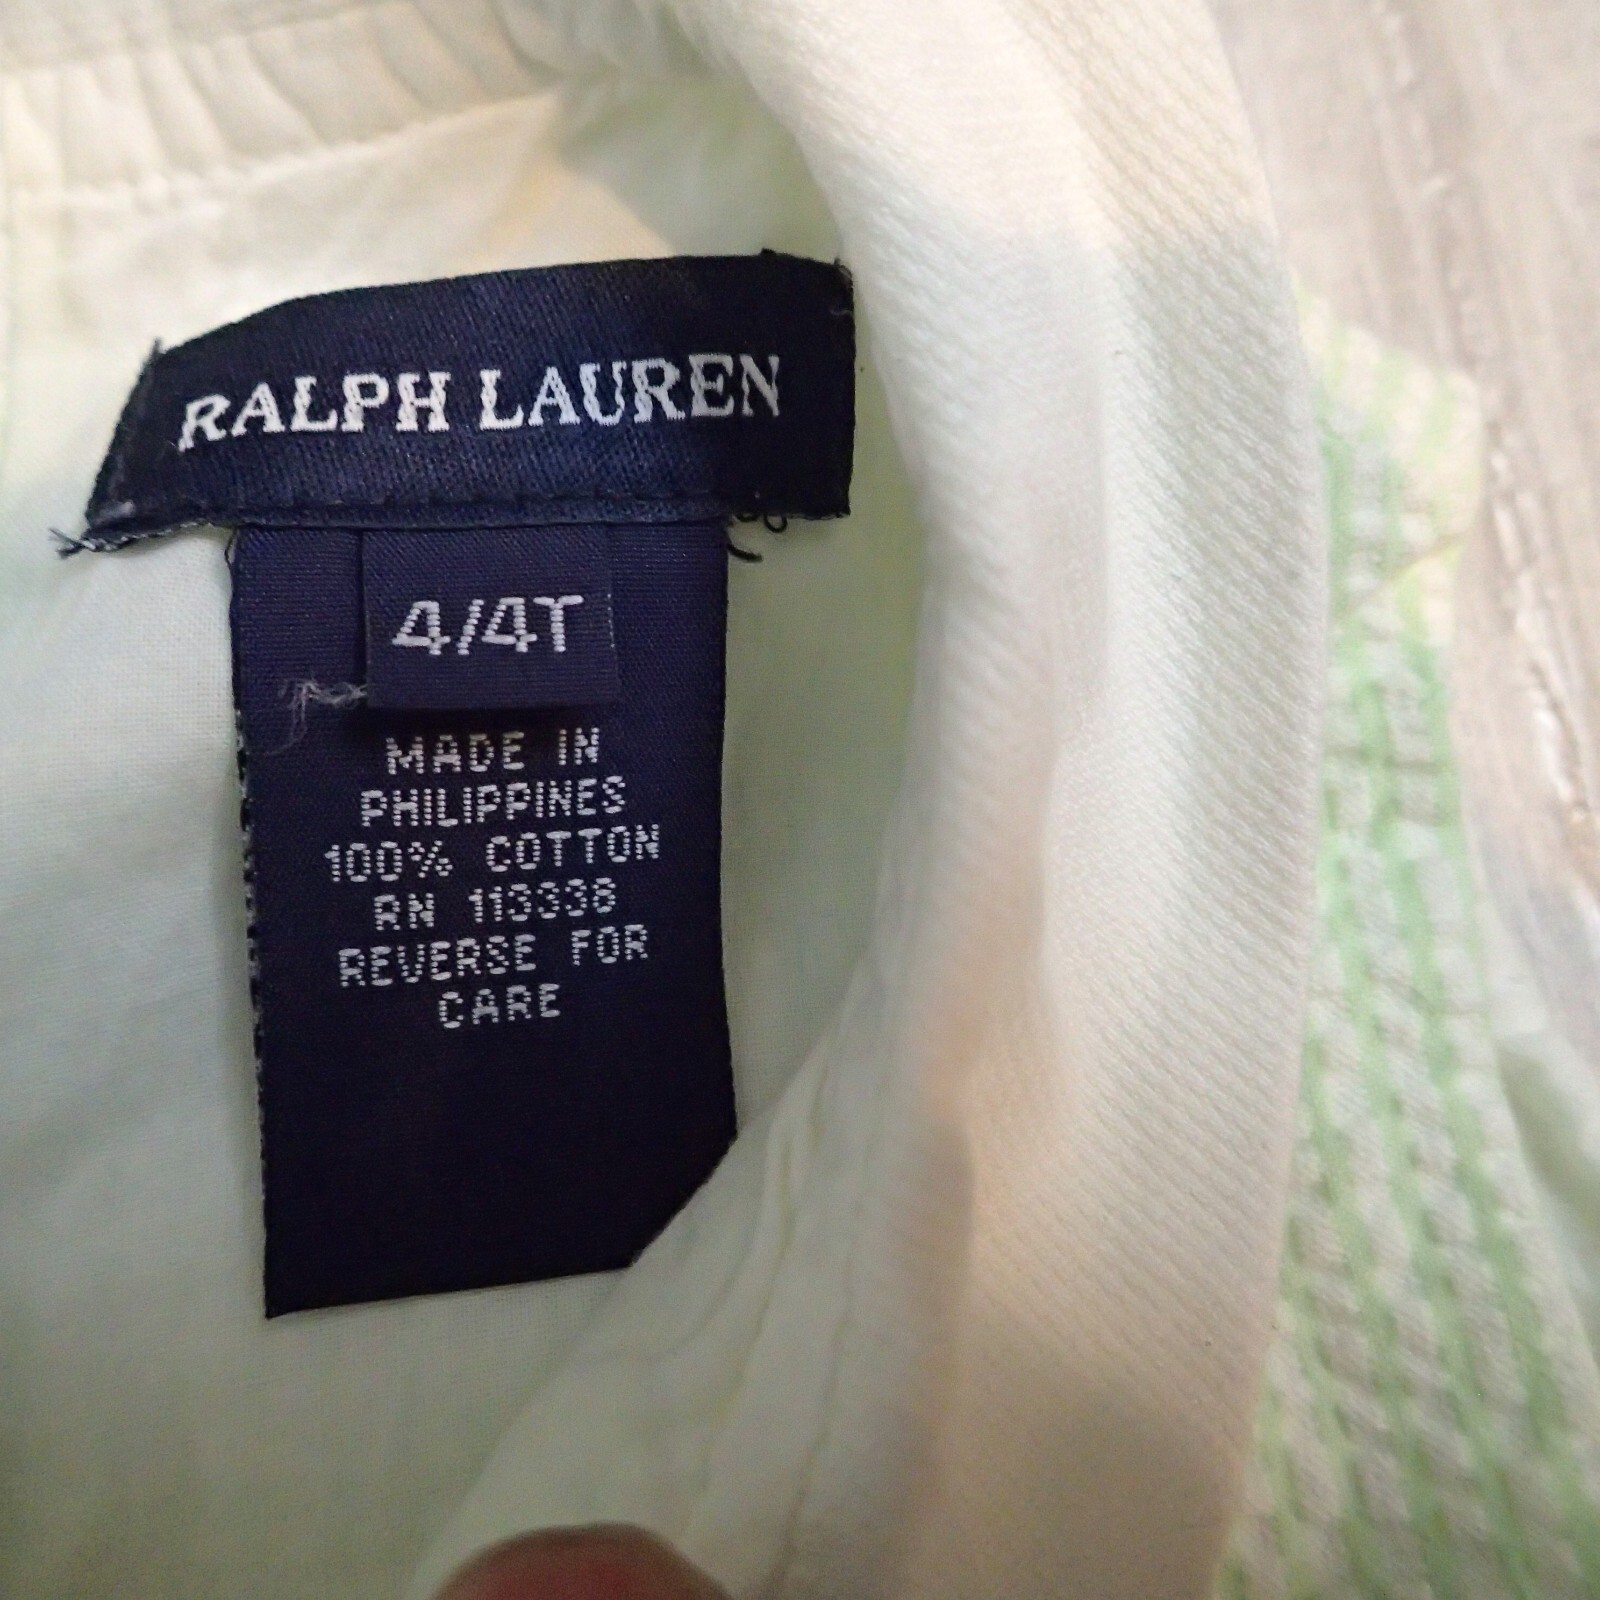 RALPH LAUREN
4/4T
MADE IN
PHILIPPINES
100% COTTON
RN 113338
REVERSE FOR
CARE